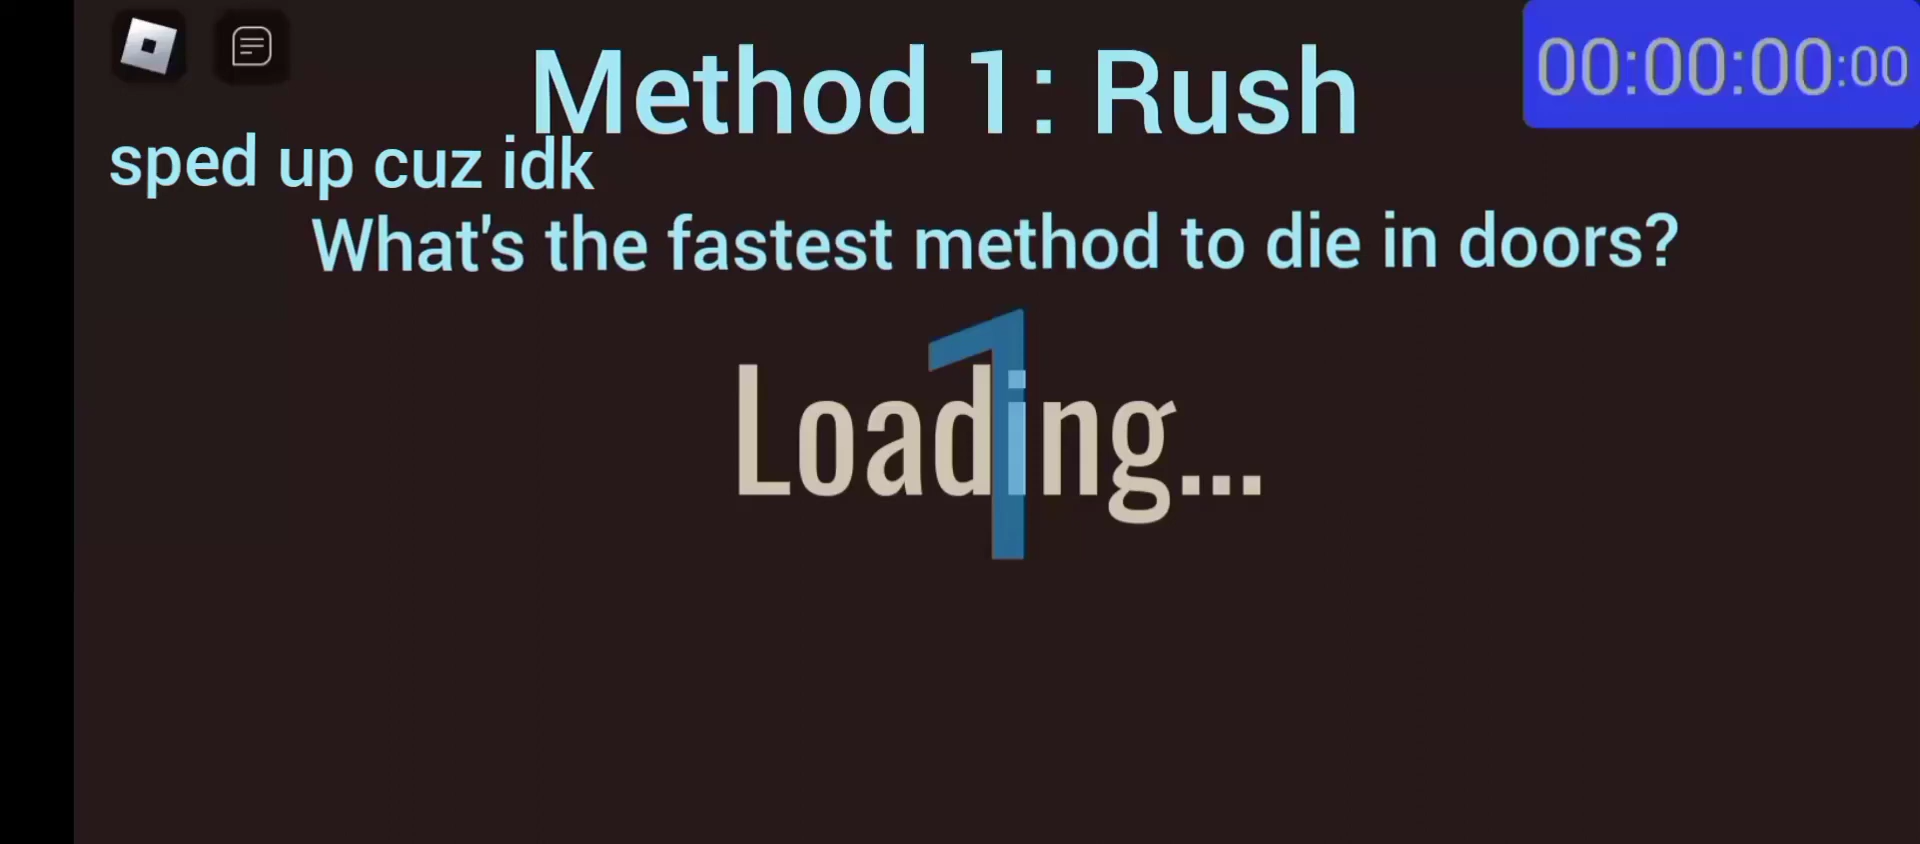 Method 1: Rush
00:00:00:00
sped up cuz idk
What's the fastest method to die in doors?
1
Loading...